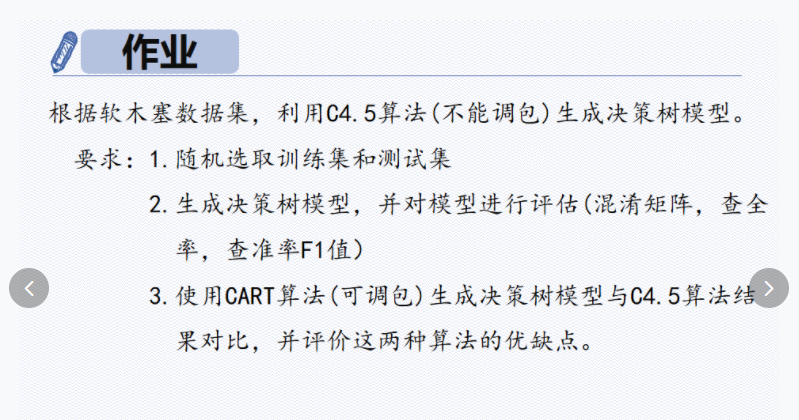 作业
根据软木塞数据集，利用C4.5算法(不能调包)生成决策树模型。
要求：1.随机选取训练集和测试集
2.生成决策树模型，并对模型进行评估(混淆矩阵，查全
率，查准率F1值)
3.使用CART算法(可调包)生成决策树模型与C4.5算法结
果对比，并评价这两种算法的优缺点。